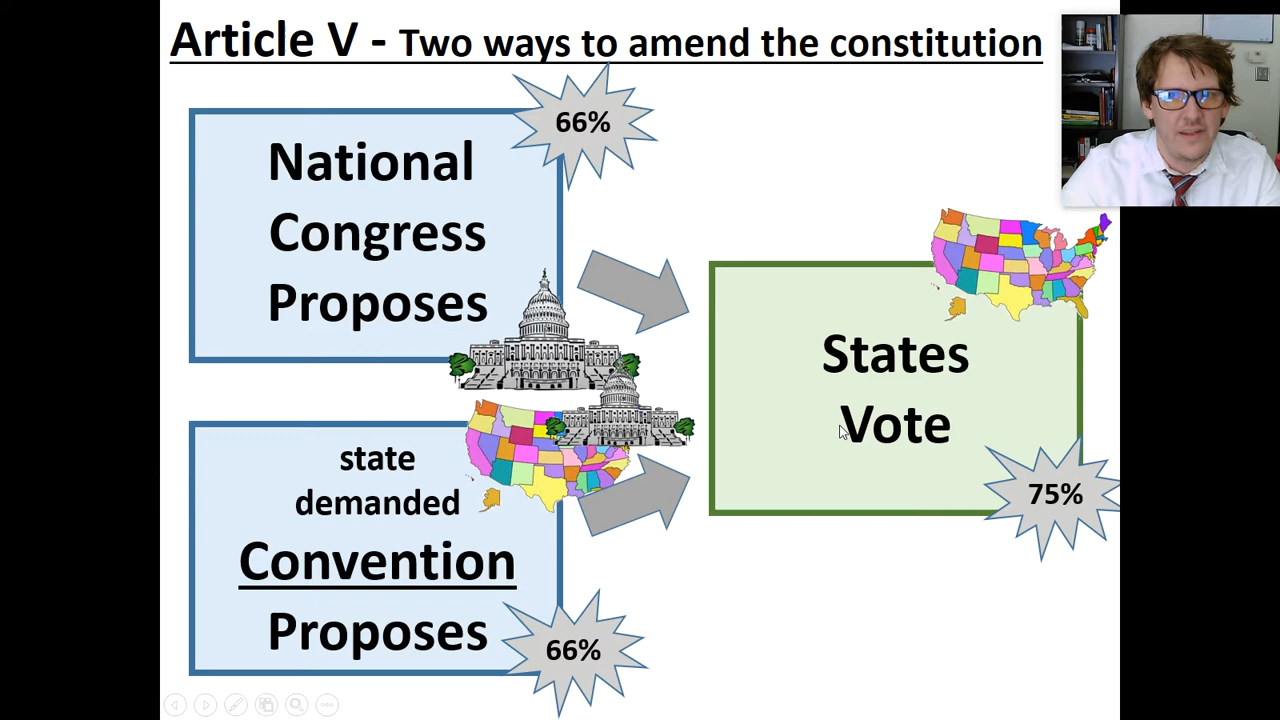 Article V - Two ways to amend the constitution
66%
National
Congress
Proposes
state
demanded
Convention
Proposes
66%
States
Vote
75%